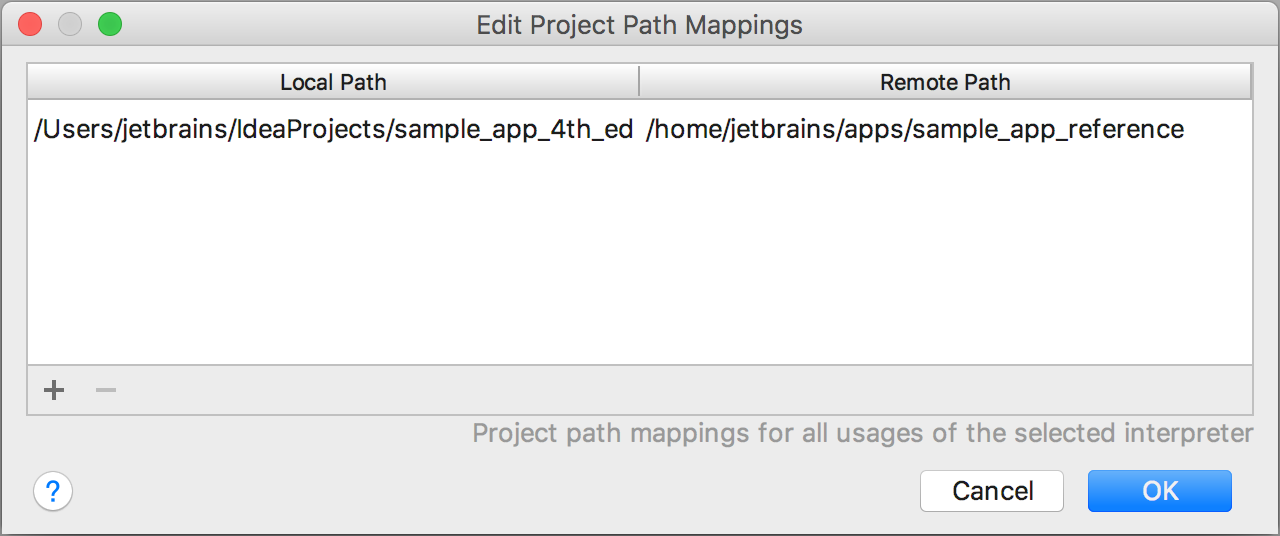 Edit Project Path Mappings
Local Path Remote Path
/Users/jetbrains/IdeaProjects/sample_app_4th_ed /home/jetbrains/apps/sample_app_reference
Project path mappings for all usages of the selected interpreter
? Cancel OK